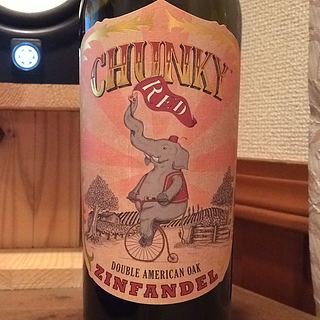 CHUNKY
RED
DOUBLE AMERICAN OAK
ZINFANDEL